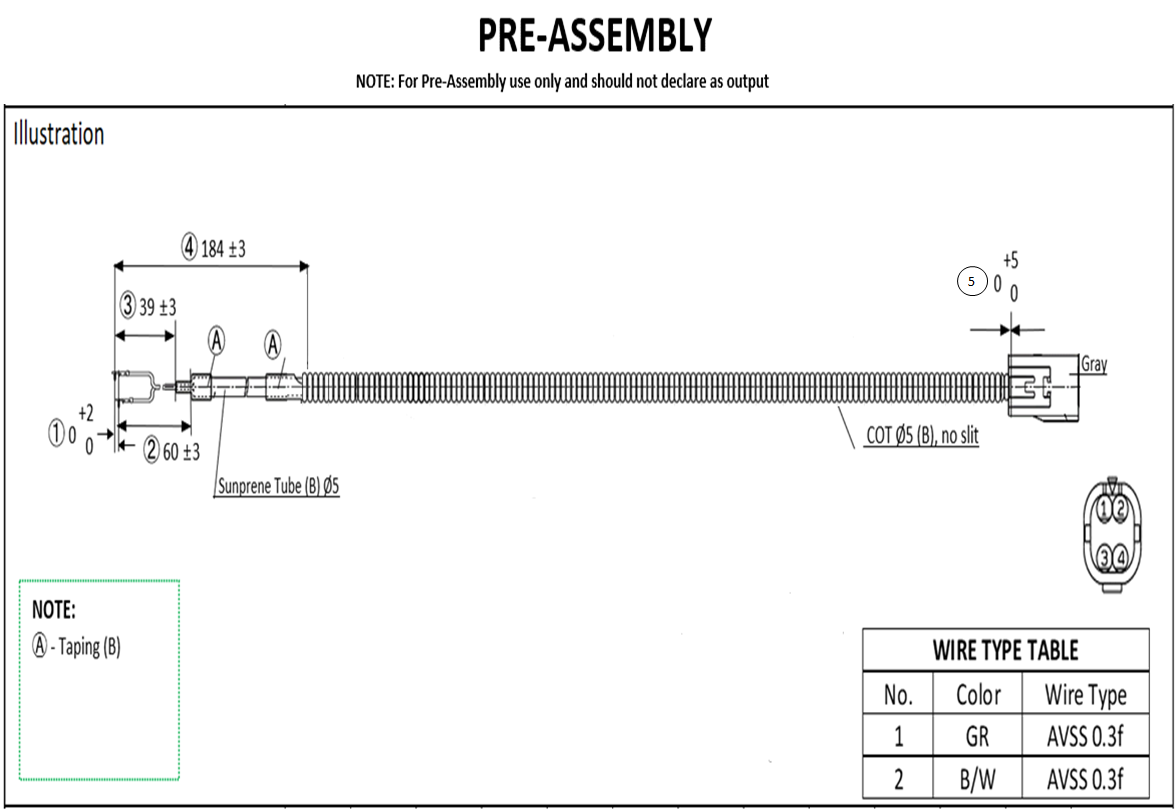 PRE-ASSEMBLY
NOTE: For Pre-Assembly use only and should not declare as output
Illustration
④ 184 ±3
③ 39 ±3
Ⓐ
Ⓐ
+5
⑤ 0
0
Gray
+2
① 0
0
② 60 ±3
COT Ø5 (B), no slit
Sunprene Tube (B) Ø5
① ②
③ ④
NOTE:
Ⓐ - Taping (B)
WIRE TYPE TABLE
No. Color Wire Type
1 GR AVSS 0.3f
2 B/W AVSS 0.3f